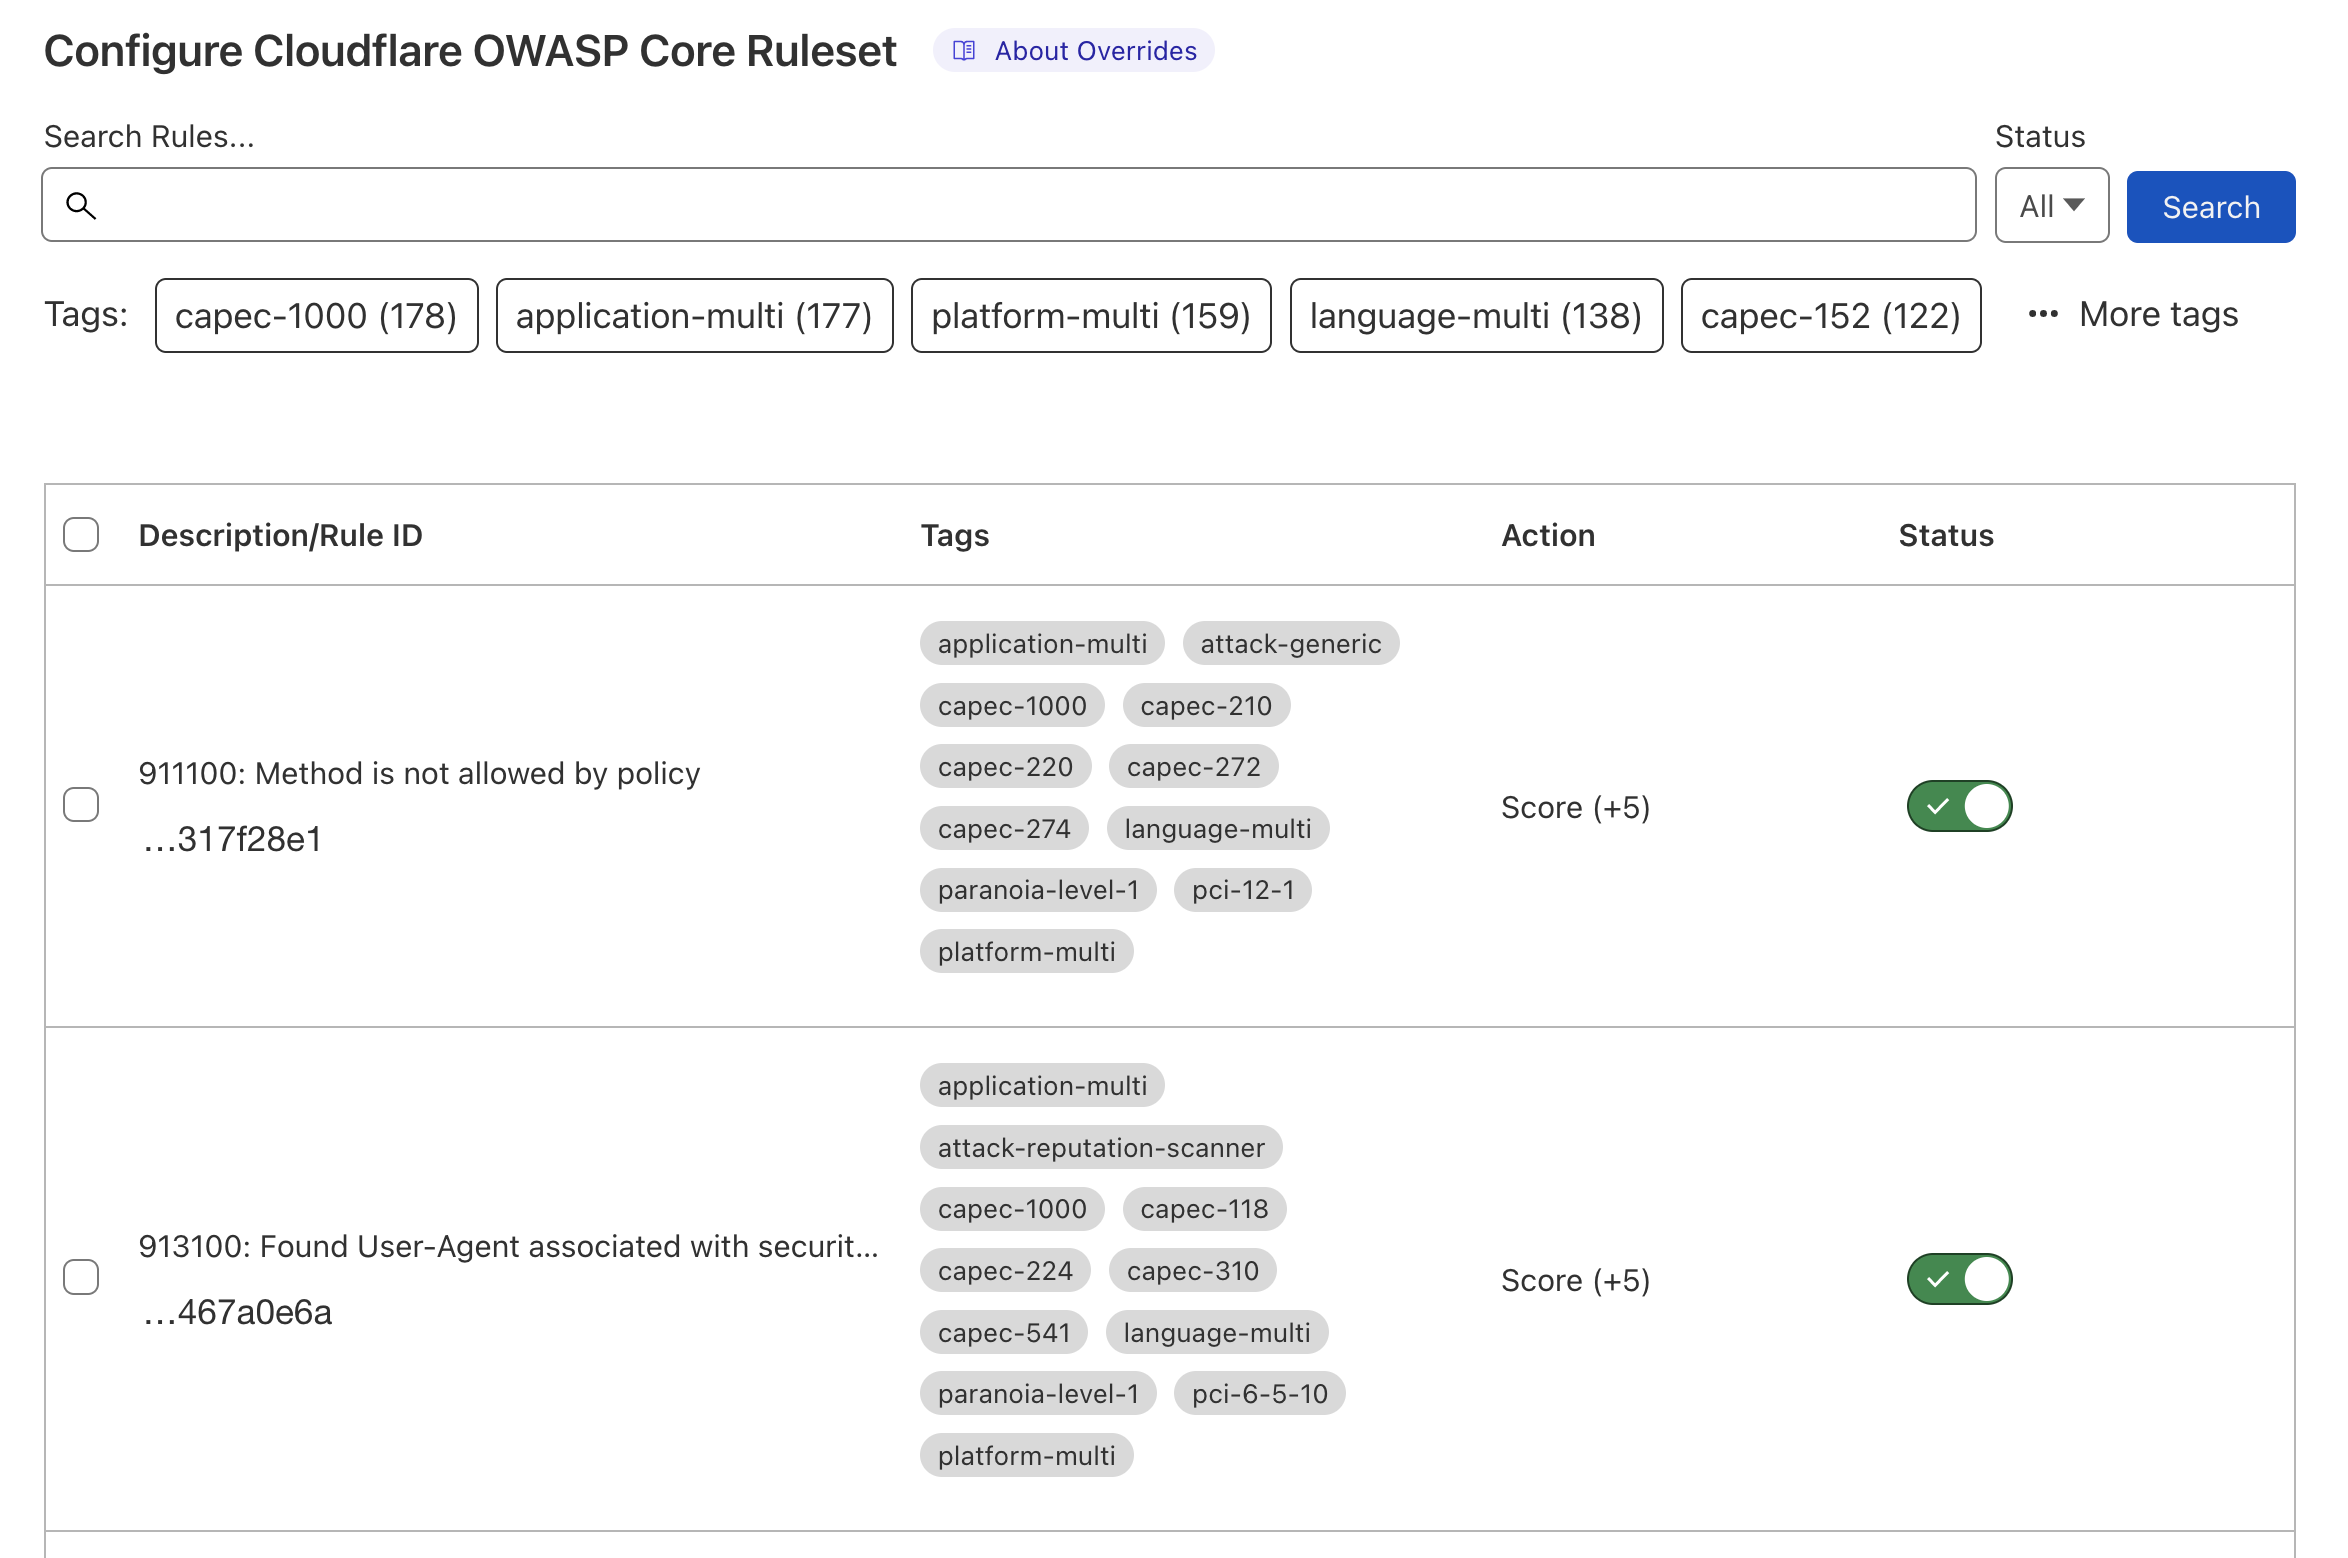 Configure Cloudflare OWASP Core Ruleset About Overrides
Search Rules...
Status
All
Search
Tags: capec-1000 (178) application-multi (177) platform-multi (159) language-multi (138) capec-152 (122) ··· More tags
Description/Rule ID Tags Action Status
911100: Method is not allowed by policy
...317f28e1
application-multi attack-generic
capec-1000 capec-210
capec-220 capec-272
capec-274 language-multi
paranoia-level-1 pci-12-1
platform-multi
Score (+5)
913100: Found User-Agent associated with securit...
...467a0e6a
application-multi
attack-reputation-scanner
capec-1000 capec-118
capec-224 capec-310
capec-541 language-multi
paranoia-level-1 pci-6-5-10
platform-multi
Score (+5)